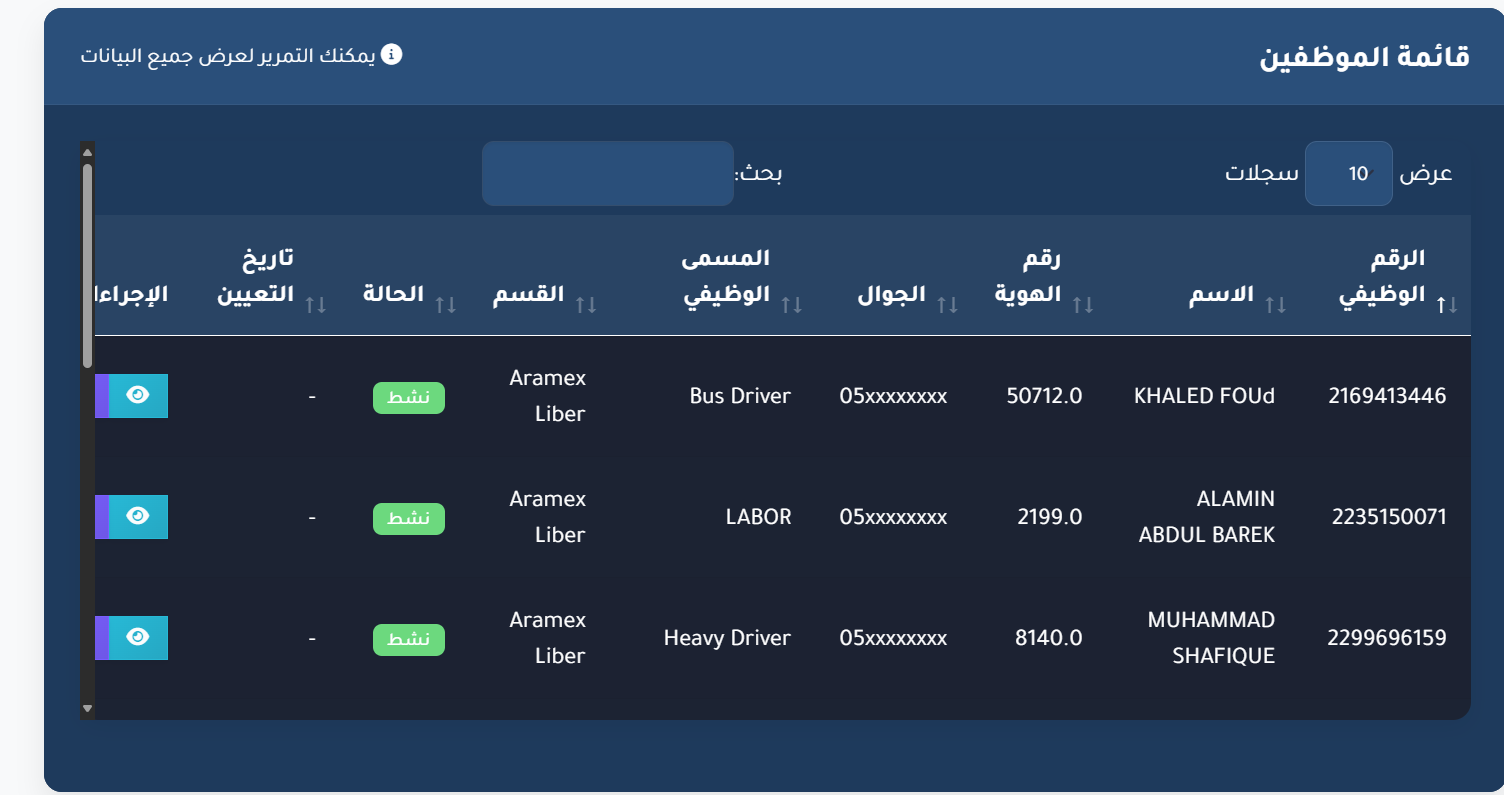 قائمة الموظفين
يمكنك التمرير لعرض جميع البيانات
عرض 10 سجلات
بحث:
الرقم الوظيفي
الاسم
رقم الهوية
الجوال
المسمى الوظيفي
القسم
الحالة
تاريخ التعيين
الإجراءا
2169413446
KHALED FOUd
50712.0
05xxxxxxxx
Bus Driver
Aramex
Liber
نشط
-
2235150071
ALAMIN
ABDUL BAREK
2199.0
05xxxxxxxx
LABOR
Aramex
Liber
نشط
-
2299696159
MUHAMMAD
SHAFIQUE
8140.0
05xxxxxxxx
Heavy Driver
Aramex
Liber
نشط
-